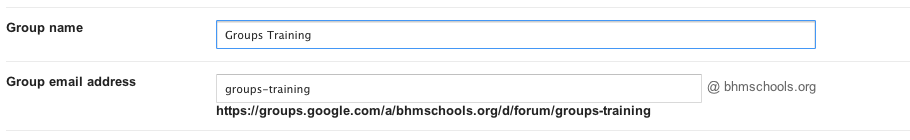 Group name
Groups Training
Group email address
groups-training @ bhmschools.org
https://groups.google.com/a/bhmschools.org/d/forum/groups-training